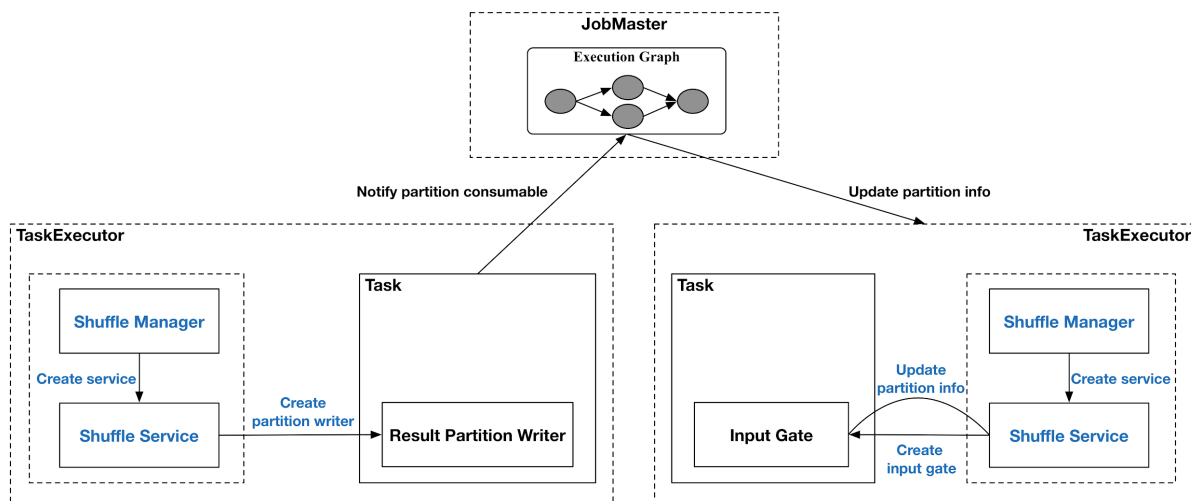 JobMaster
Execution Graph
Notify partition consumable
Update partition info
TaskExecutor
Shuffle Manager
Create service
Shuffle Service
Create
partition writer
Task
Result Partition Writer
TaskExecutor
Task
Input Gate
Update
partition info
Create
input gate
Shuffle Manager
Create service
Shuffle Service